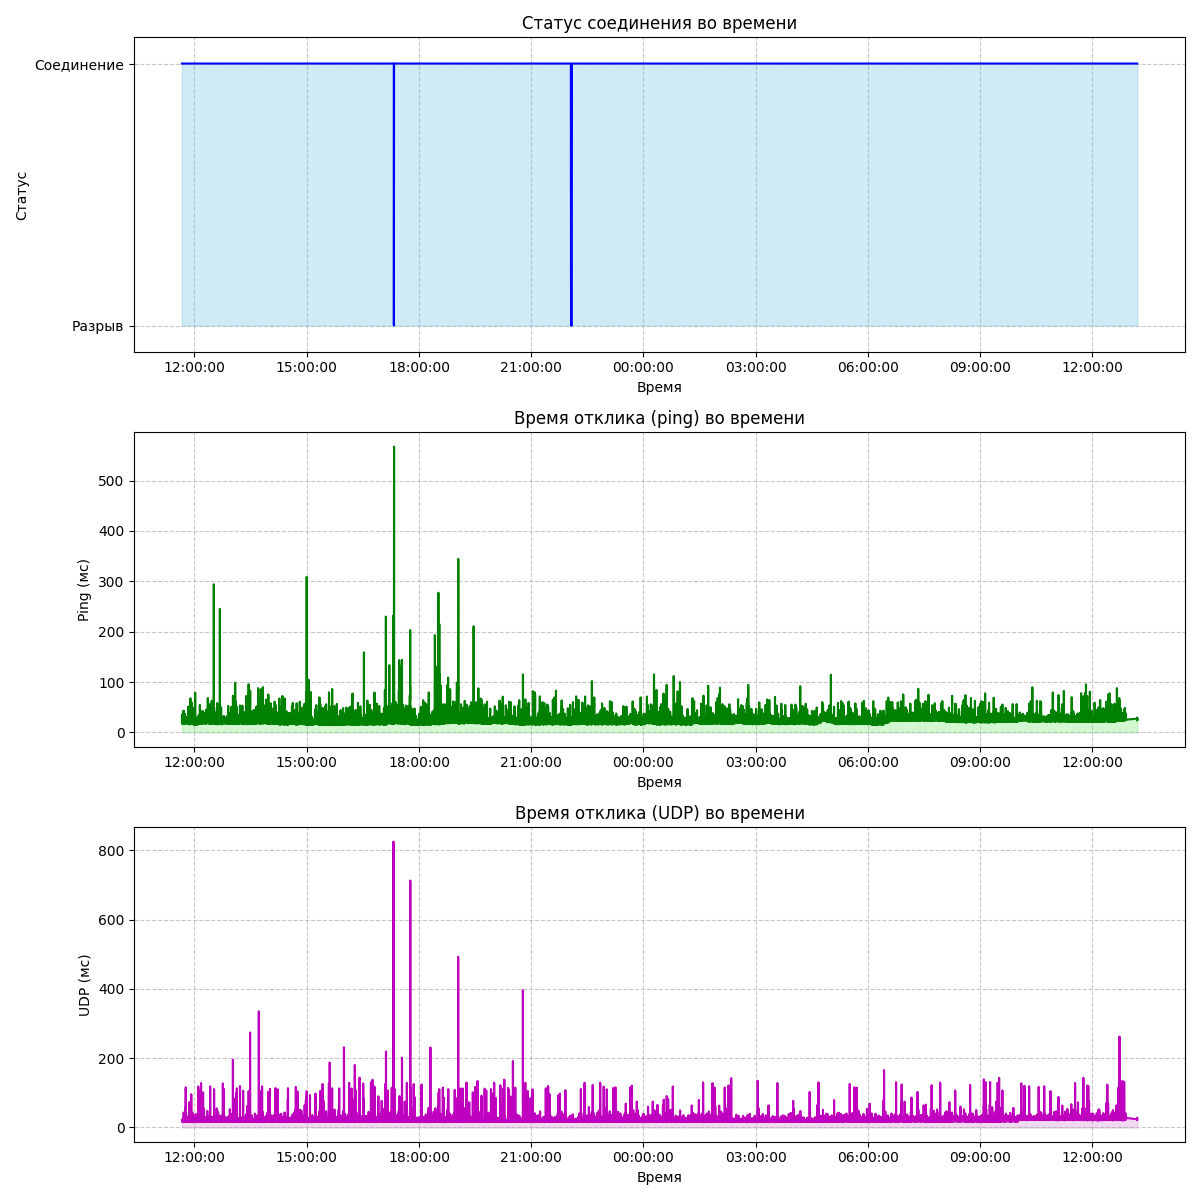 Статус соединения во времени
Соединение
Статус
Разрыв
12:00:00 15:00:00 18:00:00 21:00:00 00:00:00 03:00:00 06:00:00 09:00:00 12:00:00
Время
Время отклика (ping) во времени
500
400
300
200
100
0
Ping (мс)
12:00:00 15:00:00 18:00:00 21:00:00 00:00:00 03:00:00 06:00:00 09:00:00 12:00:00
Время
Время отклика (UDP) во времени
800
600
400
200
0
UDP (мс)
12:00:00 15:00:00 18:00:00 21:00:00 00:00:00 03:00:00 06:00:00 09:00:00 12:00:00
Время